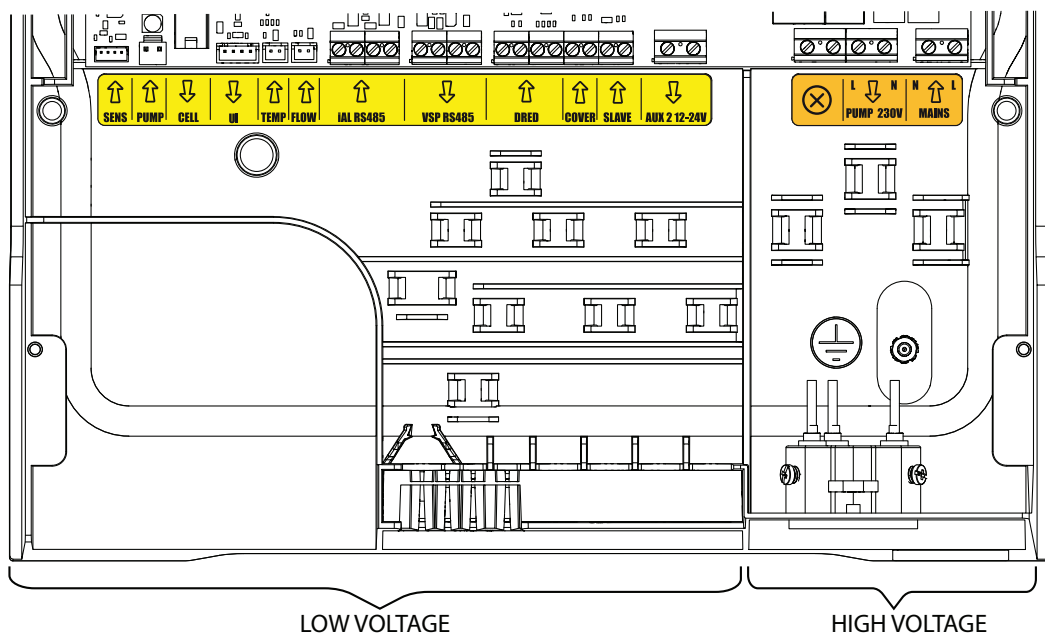 SENS PUMP CELL UI TEMP FLOW iAL RS485 VSP RS485 DRED COVER SLAVE AUX 2 12-24V
L N N L
PUMP 230V MAINS
LOW VOLTAGE HIGH VOLTAGE